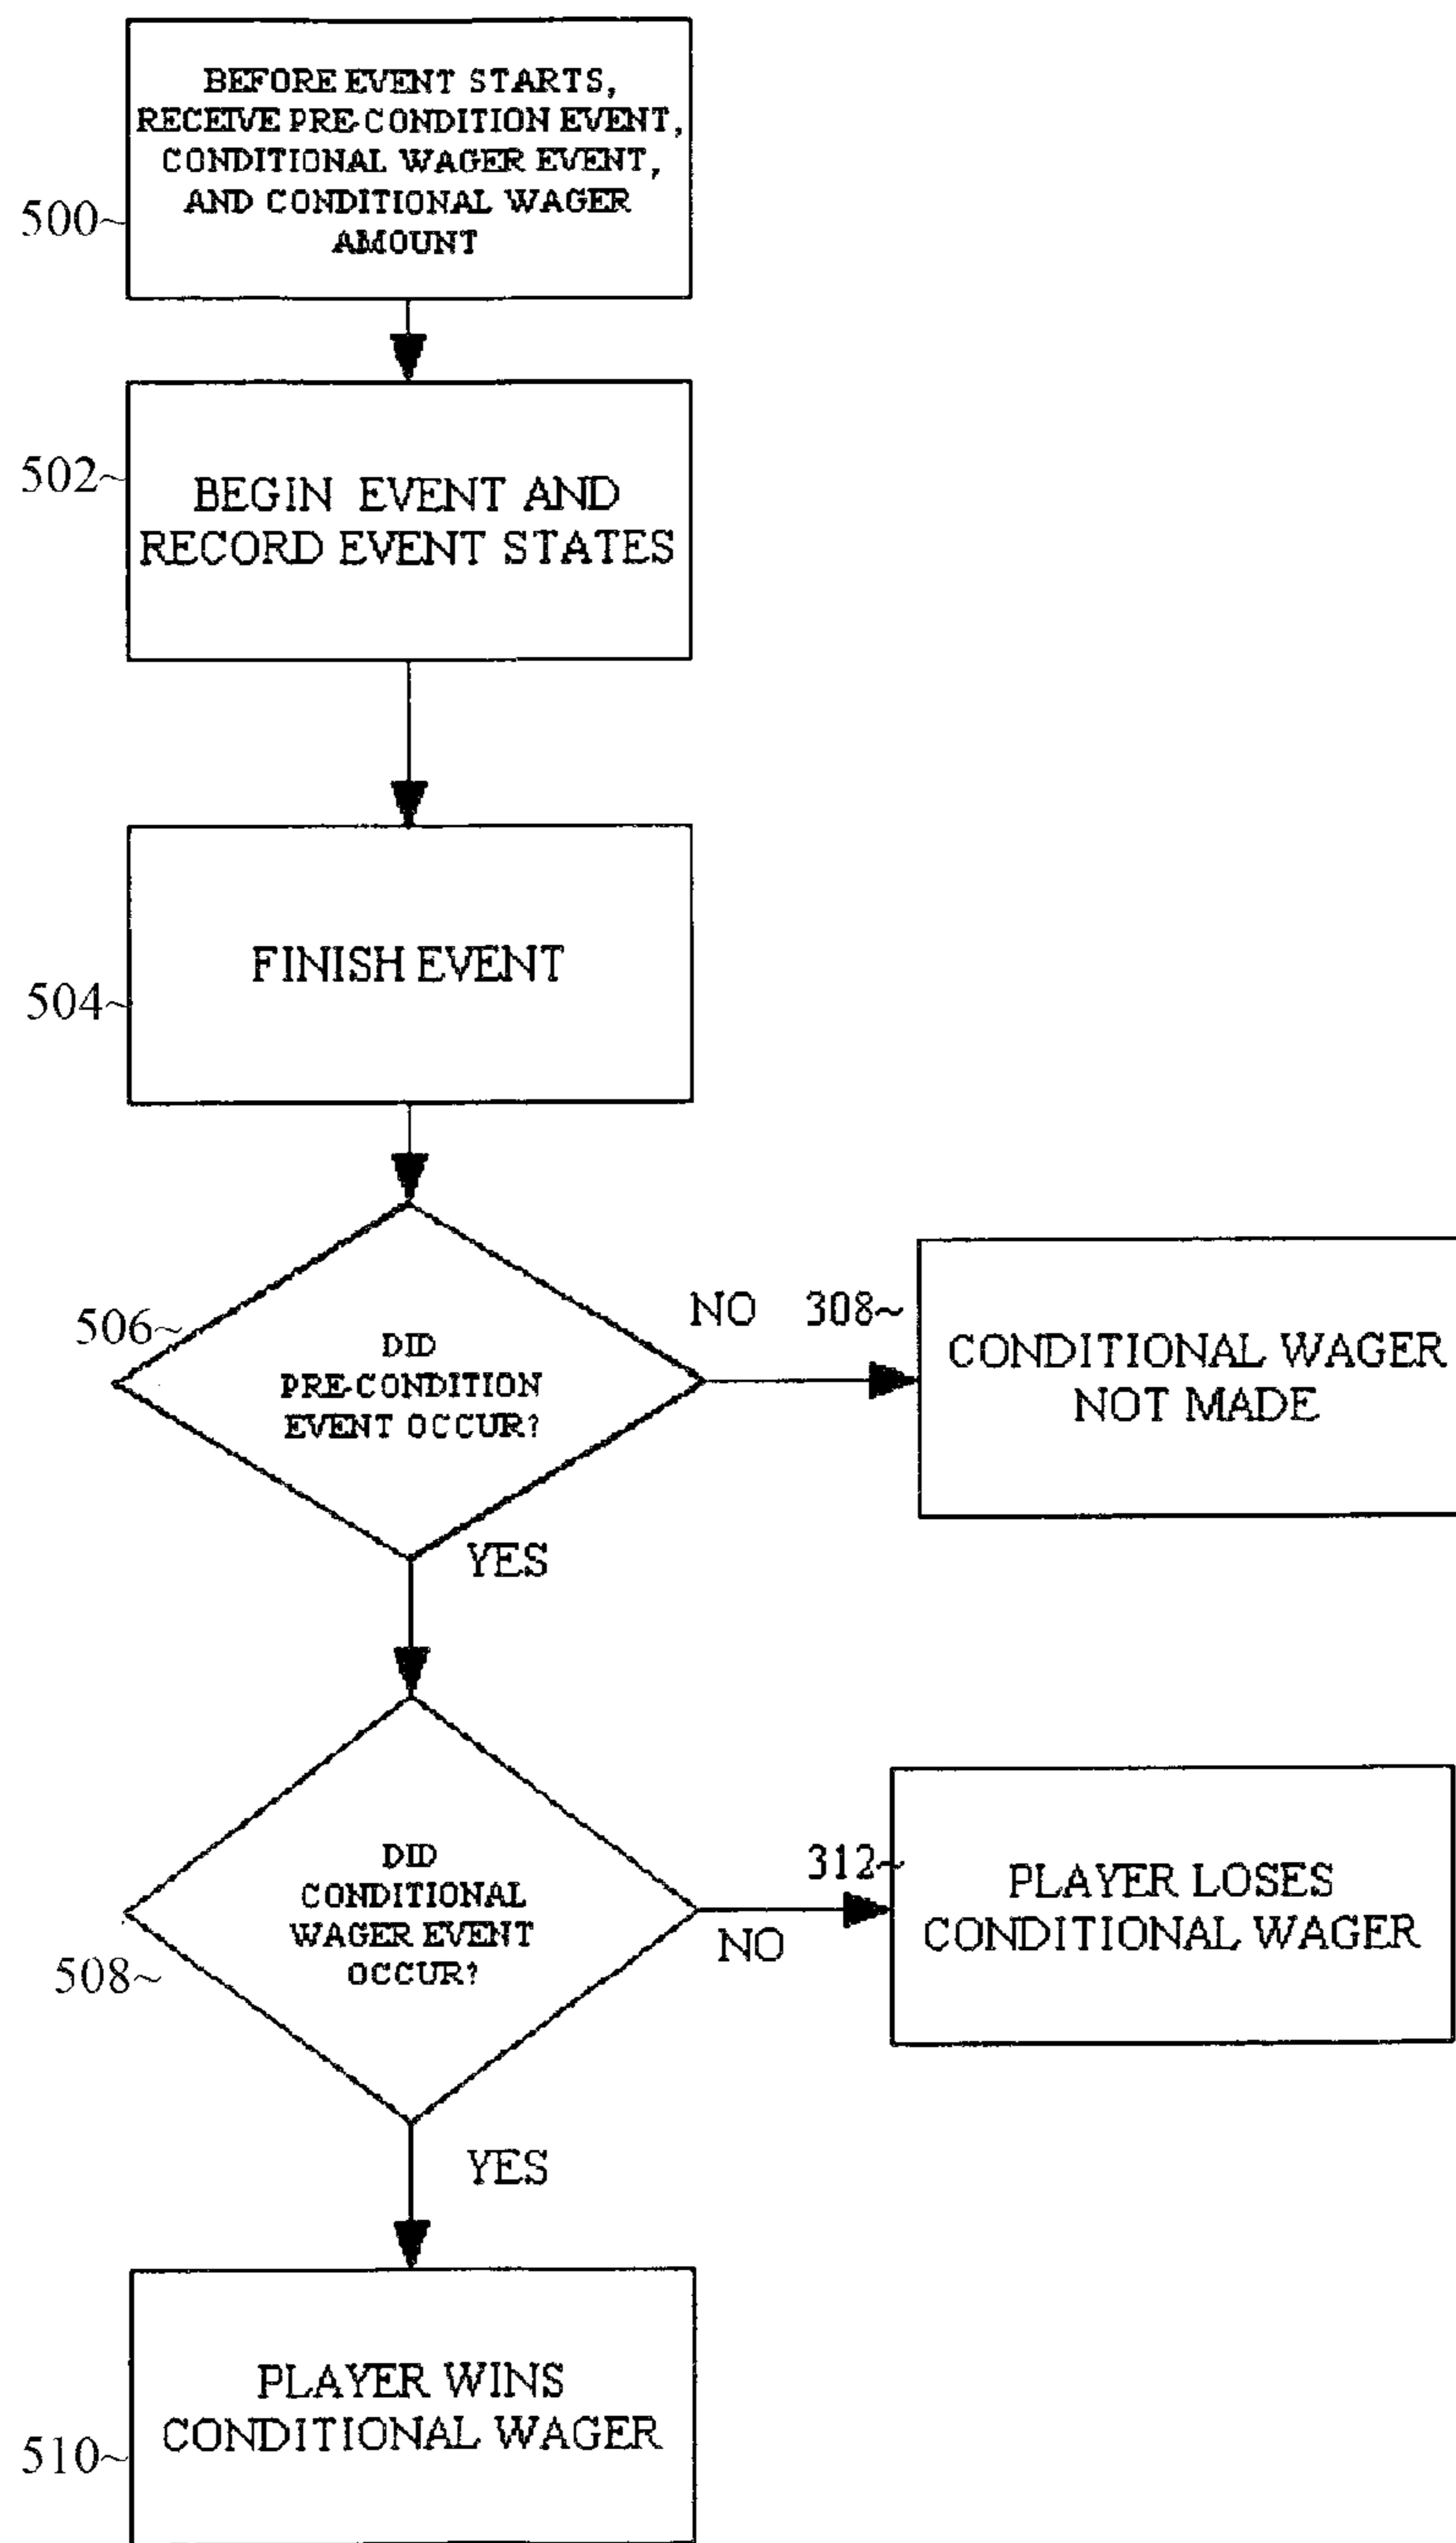 BEFORE EVENT STARTS,
RECEIVE PRE-CONDITION EVENT,
CONDITIONAL WAGER EVENT,
AND CONDITIONAL WAGER
AMOUNT
500~
502~
BEGIN EVENT AND
RECORD EVENT STATES
FINISH EVENT
504~
506~
DID
PRE-CONDITION
EVENT OCCUR?
NO
308~
CONDITIONAL WAGER
NOT MADE
YES
DID
CONDITIONAL
WAGER EVENT
OCCUR?
508~
NO
312~
PLAYER LOSES
CONDITIONAL WAGER
YES
PLAYER WINS
CONDITIONAL WAGER
510~